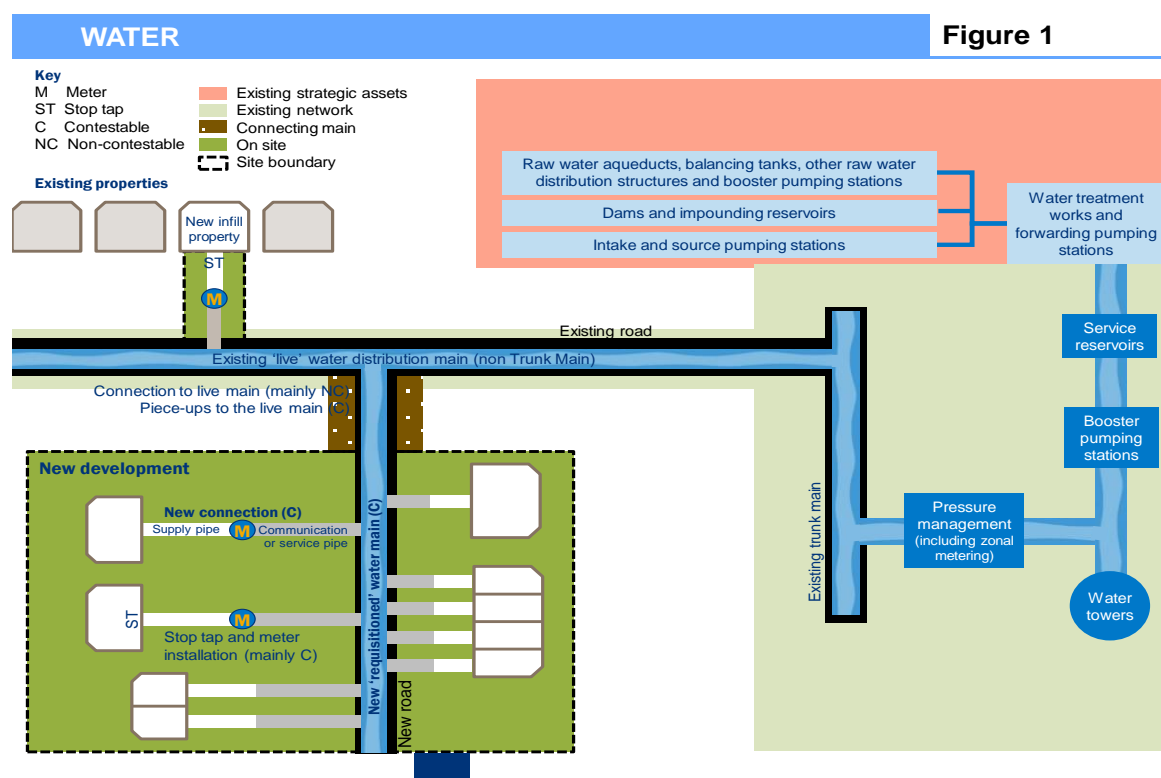 WATER
Figure 1
Key
M Meter
ST Stop tap
C Contestable
NC Non-contestable
Existing strategic assets
Existing network
Connecting main
On site
Site boundary
Existing properties
New infill
property
ST
M
Raw water aqueducts, balancing tanks, other raw water
distribution structures and booster pumping stations
Dams and impounding reservoirs
Intake and source pumping stations
Water treatment
works and
forwarding pumping
stations
Existing road
Existing ‘live’ water distribution main (non Trunk Main)
Connection to live main (mainly NC)
Piece-ups to the live main (C)
Service
reservoirs
Booster
pumping
stations
Pressure
management
(including zonal
metering)
Water
towers
Existing trunk main
New development
New connection (C)
Supply pipe
M
Communication
or service pipe
ST
M
Stop tap and meter
installation (mainly C)
New ‘requisitioned’ water main (C)
New road